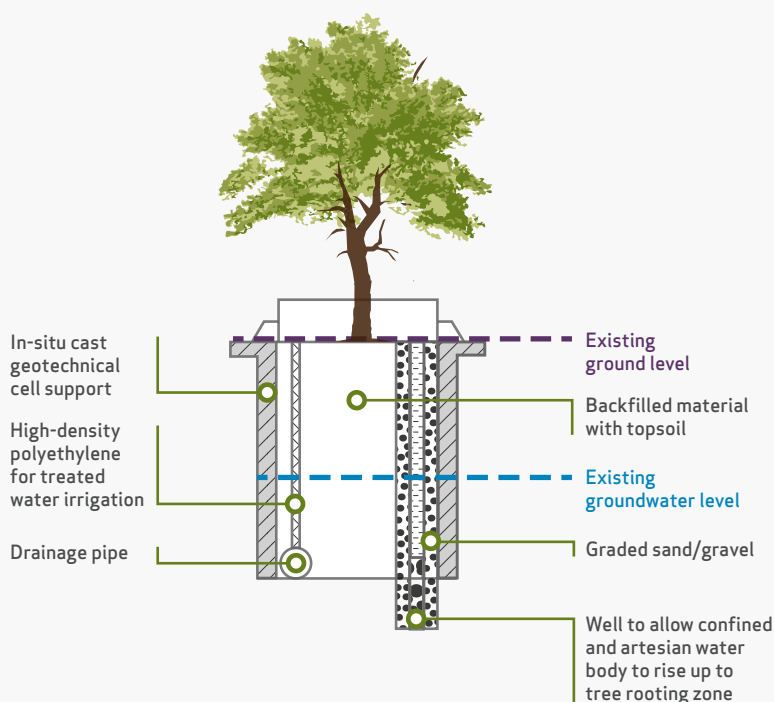 In-situ cast
geotechnical
cell support
High-density
polyethylene
for treated
water irrigation
Drainage pipe
Existing
ground level
Backfilled material
with topsoil
Existing
groundwater level
Graded sand/gravel
Well to allow confined
and artesian water
body to rise up to
tree rooting zone